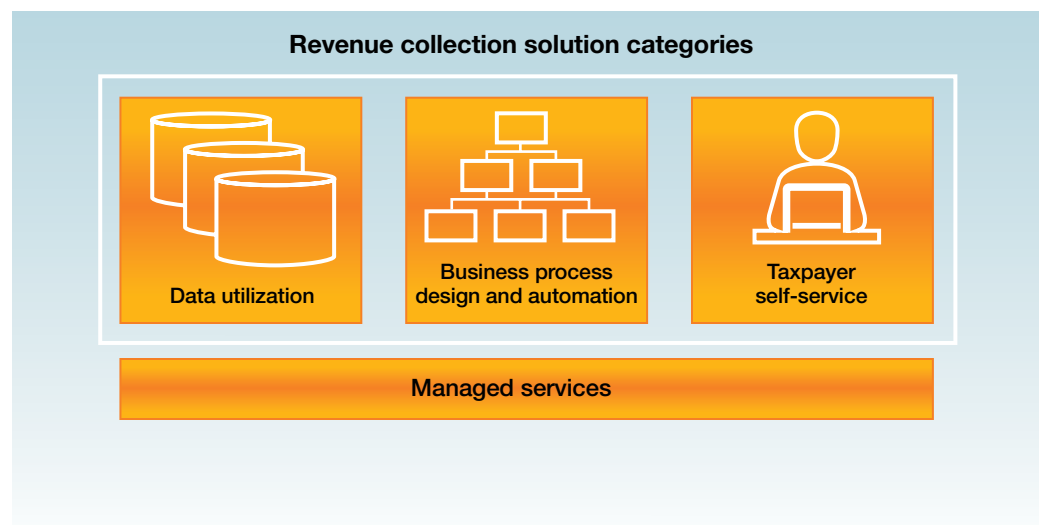 Revenue collection solution categories
Data utilization
Business process
design and automation
Taxpayer
self-service
Managed services